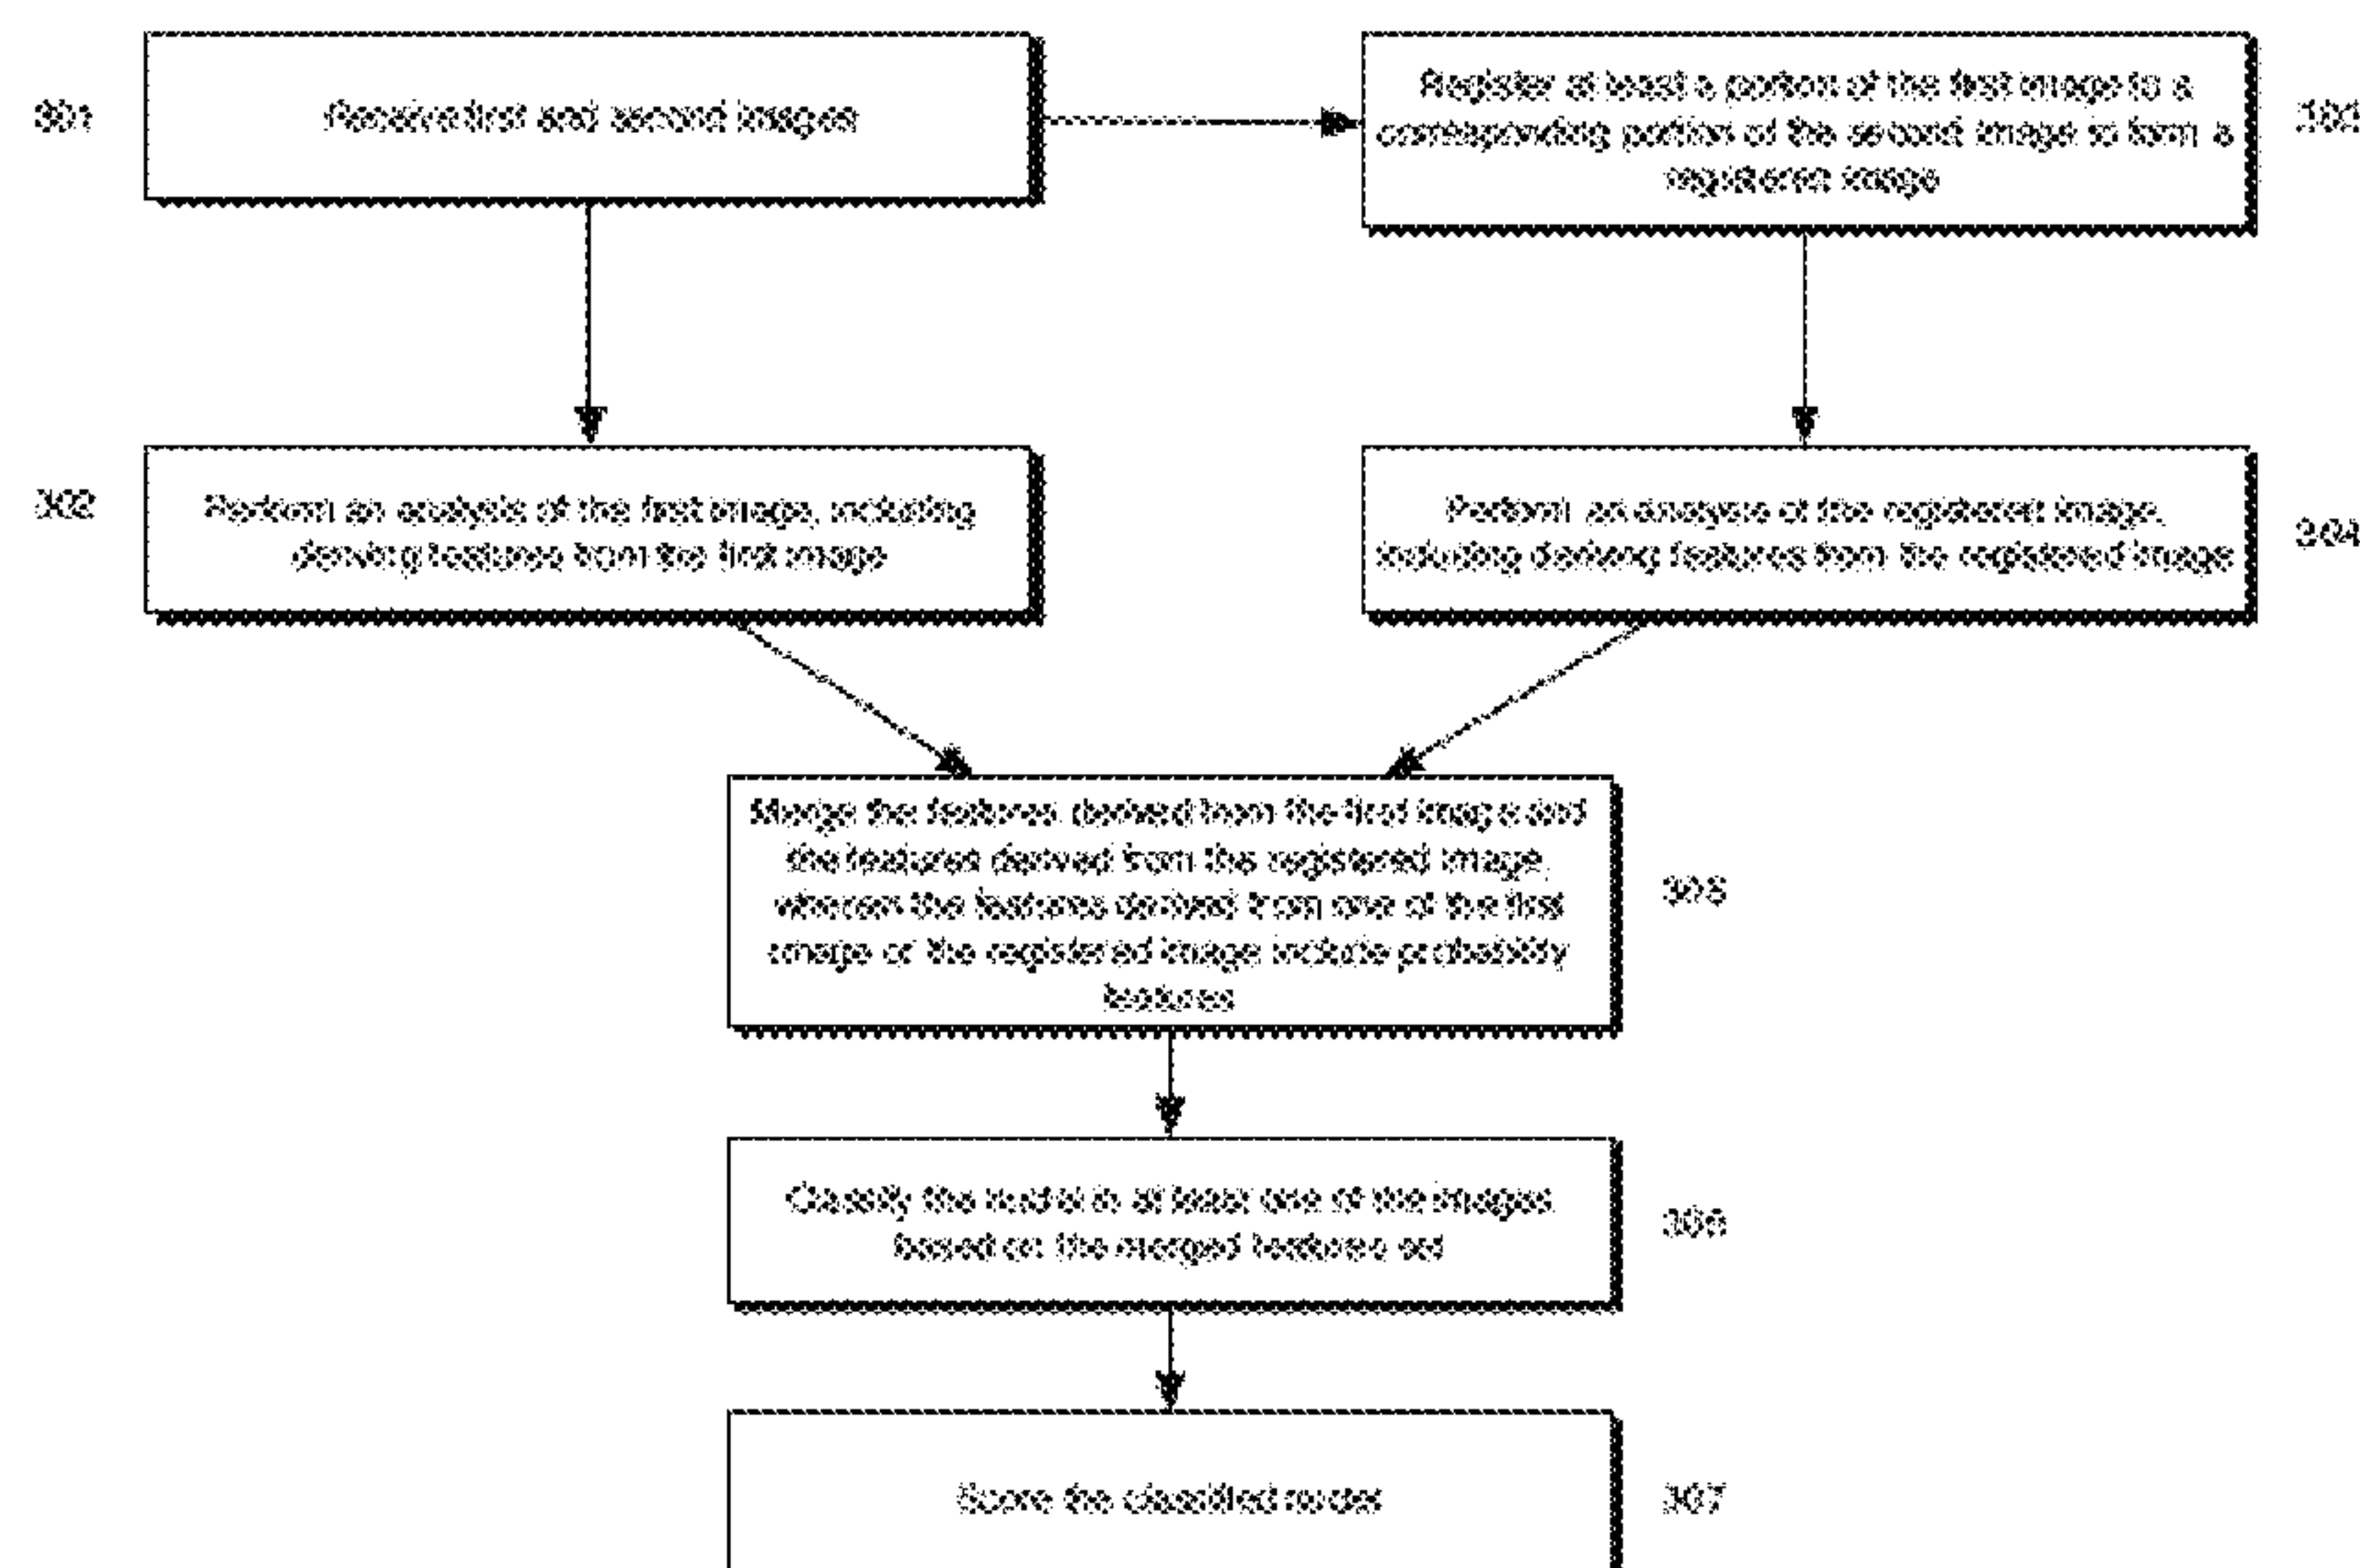 301
Receive first and second images
Register at least a portion of the first image to a
corresponding portion of the second image to form a
registered image
302
Perform an analysis of the first image, including
deriving features from the first image
Perform an analysis of the registered image,
including deriving features from the registered image
304
Merge the features derived from the first image and
the features derived from the registered image,
wherein the features derived from one of the first
image or the registered image include probability
features
305
Classify the nuclei in at least one of the images
based on the merged features set
306
Score the classified nuclei
307